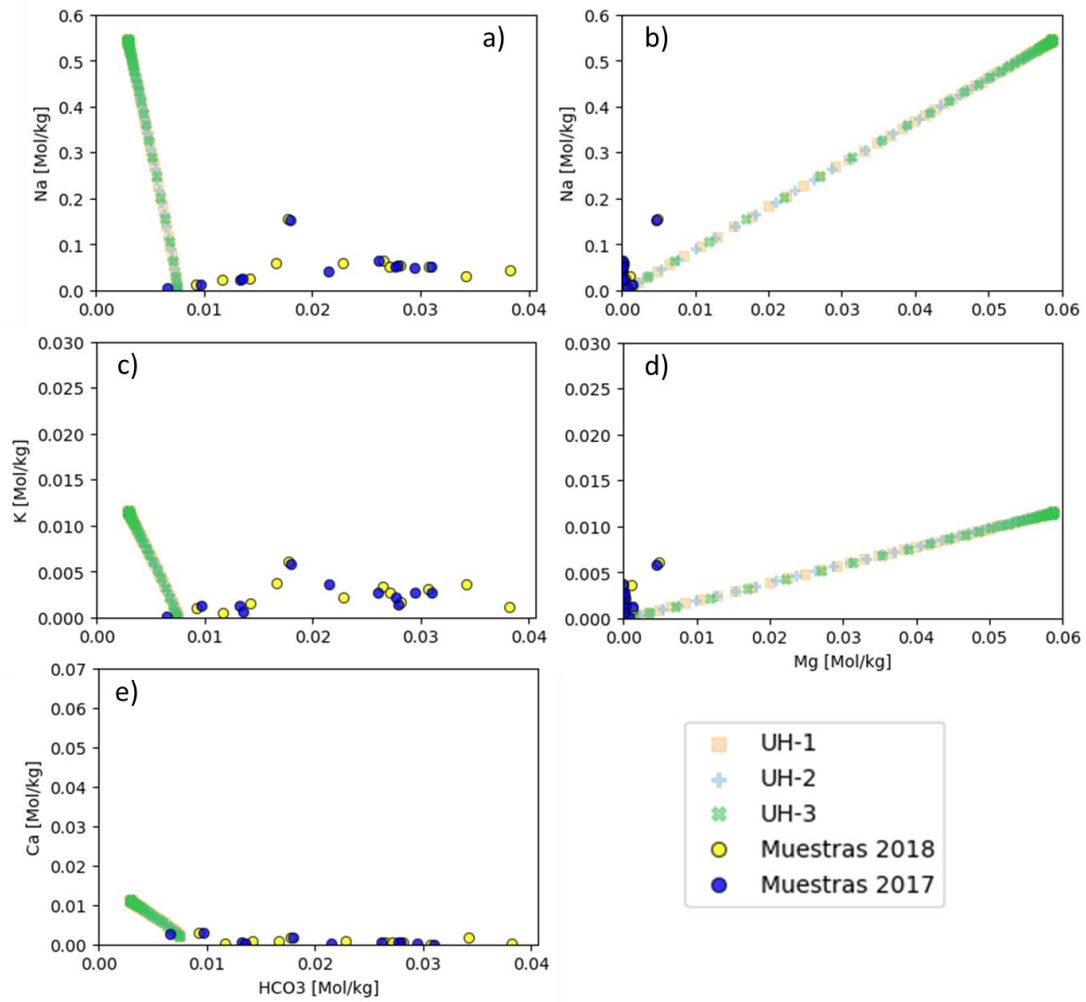 a)
Na [Mol/kg]
0.6
0.5
0.4
0.3
0.2
0.1
0.0
0.00 0.01 0.02 0.03 0.04
b)
Na [Mol/kg]
0.6
0.5
0.4
0.3
0.2
0.1
0.0
0.00 0.01 0.02 0.03 0.04 0.05 0.06
c)
K [Mol/kg]
0.030
0.025
0.020
0.015
0.010
0.005
0.000
0.00 0.01 0.02 0.03 0.04
d)
0.030
0.025
0.020
0.015
0.010
0.005
0.000
0.00 0.01 0.02 0.03 0.04 0.05 0.06
Mg [Mol/kg]
e)
Ca [Mol/kg]
0.07
0.06
0.05
0.04
0.03
0.02
0.01
0.00
0.00 0.01 0.02 0.03 0.04
HCO3 [Mol/kg]
UH-1
UH-2
UH-3
Muestras 2018
Muestras 2017